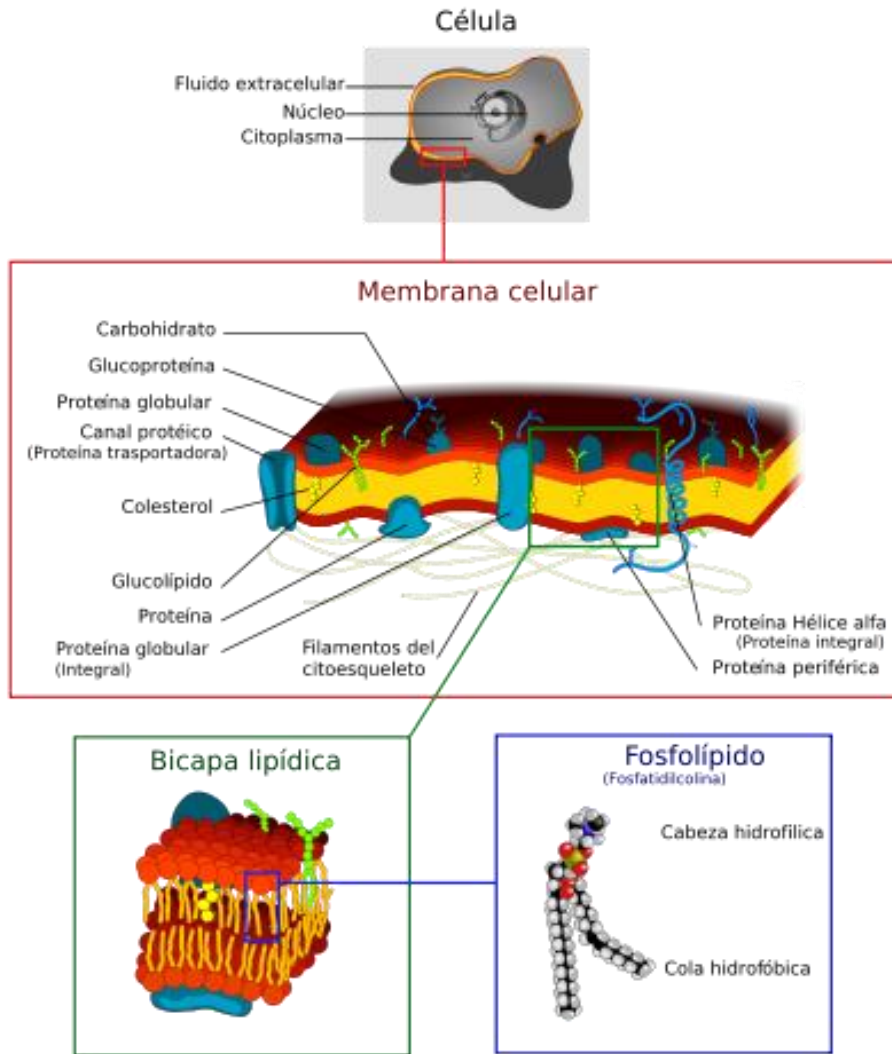 Célula
Fluido extracelular
Núcleo
Citoplasma
Membrana celular
Carbohidrato
Glucoproteína
Proteína globular
Canal protéico
(Proteína trasportadora)
Colesterol
Glucolípido
Proteína
Proteína globular
(Integral)
Filamentos del
citoesqueleto
Proteína Hélice alfa
(Proteína integral)
Proteína periférica
Bicapa lipídica
Fosfolípido
(Fosfatidilcolina)
Cabeza hidrofilica
Cola hidrofóbica